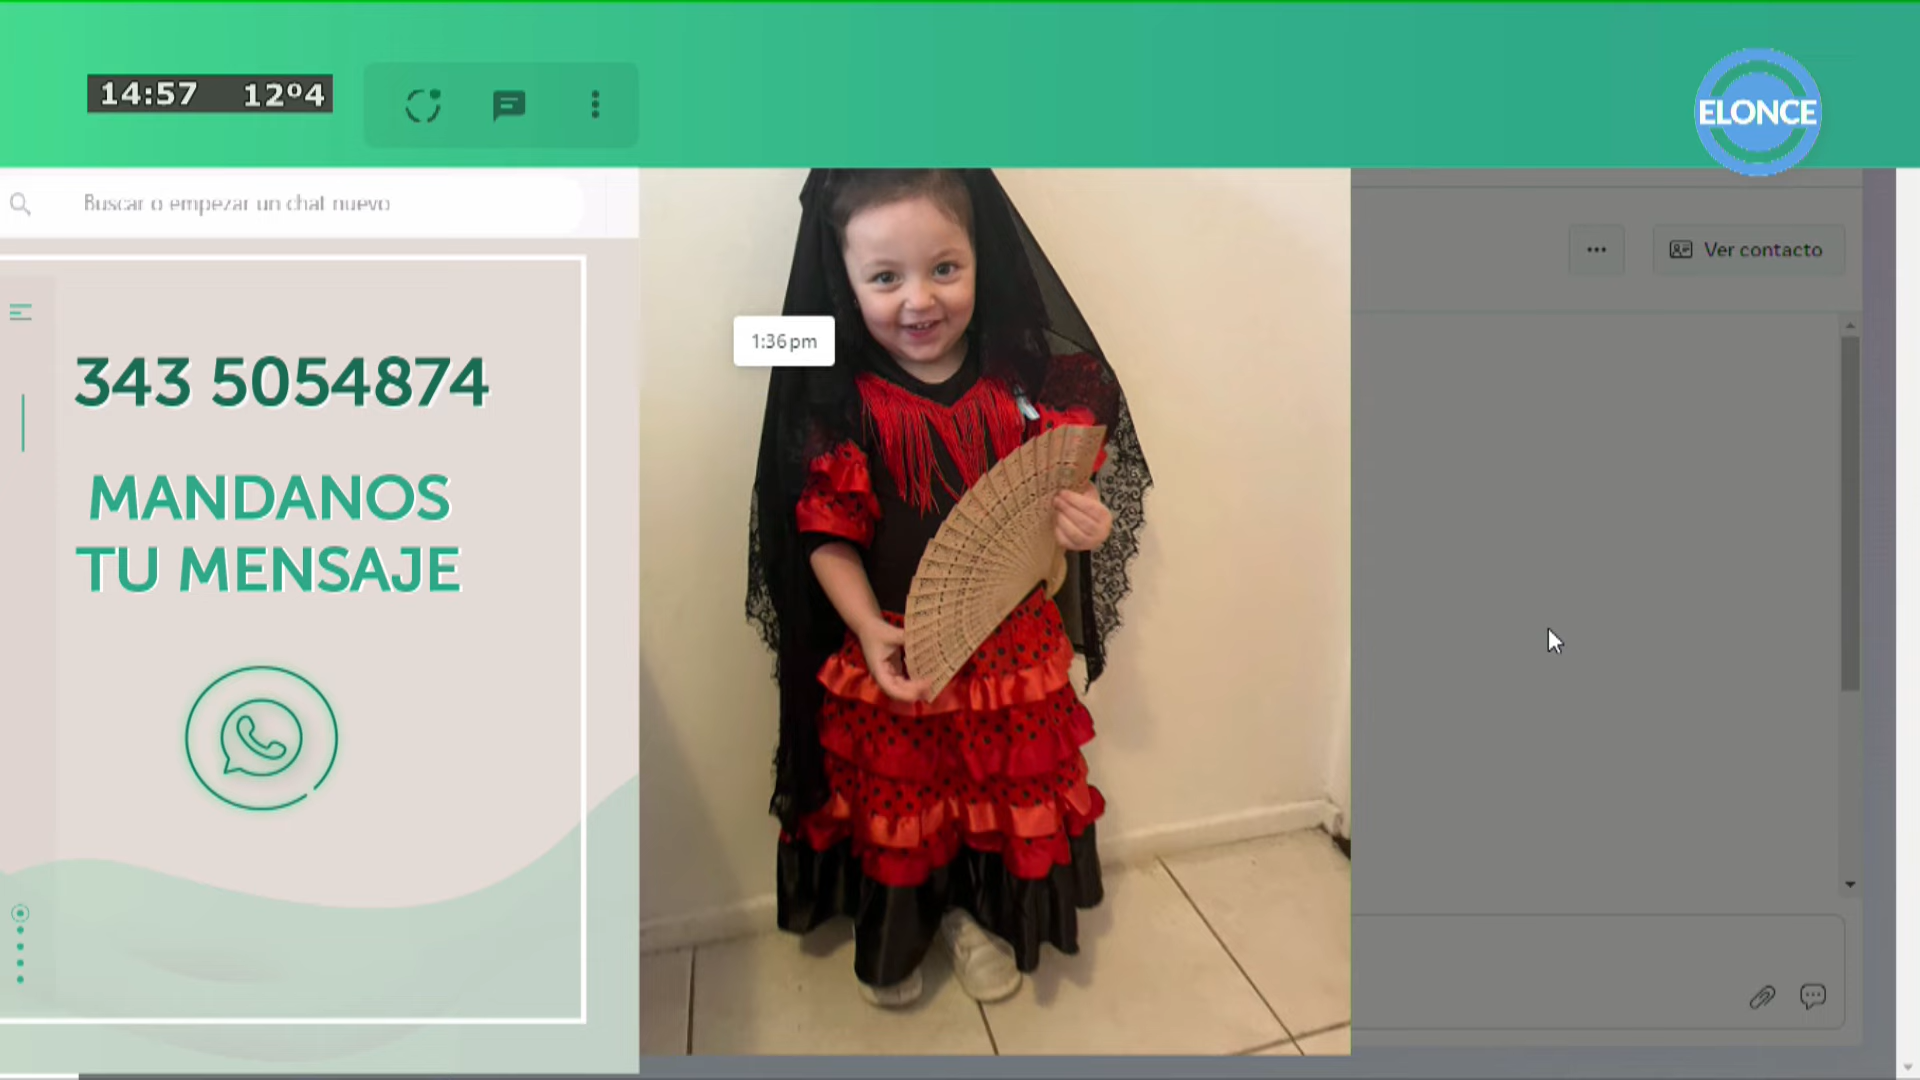 14:57 12º4
ELONCE
Buscar o empezar un chat nuevo
Ver contacto
1:36 pm
343 5054874
MANDANOS
TU MENSAJE